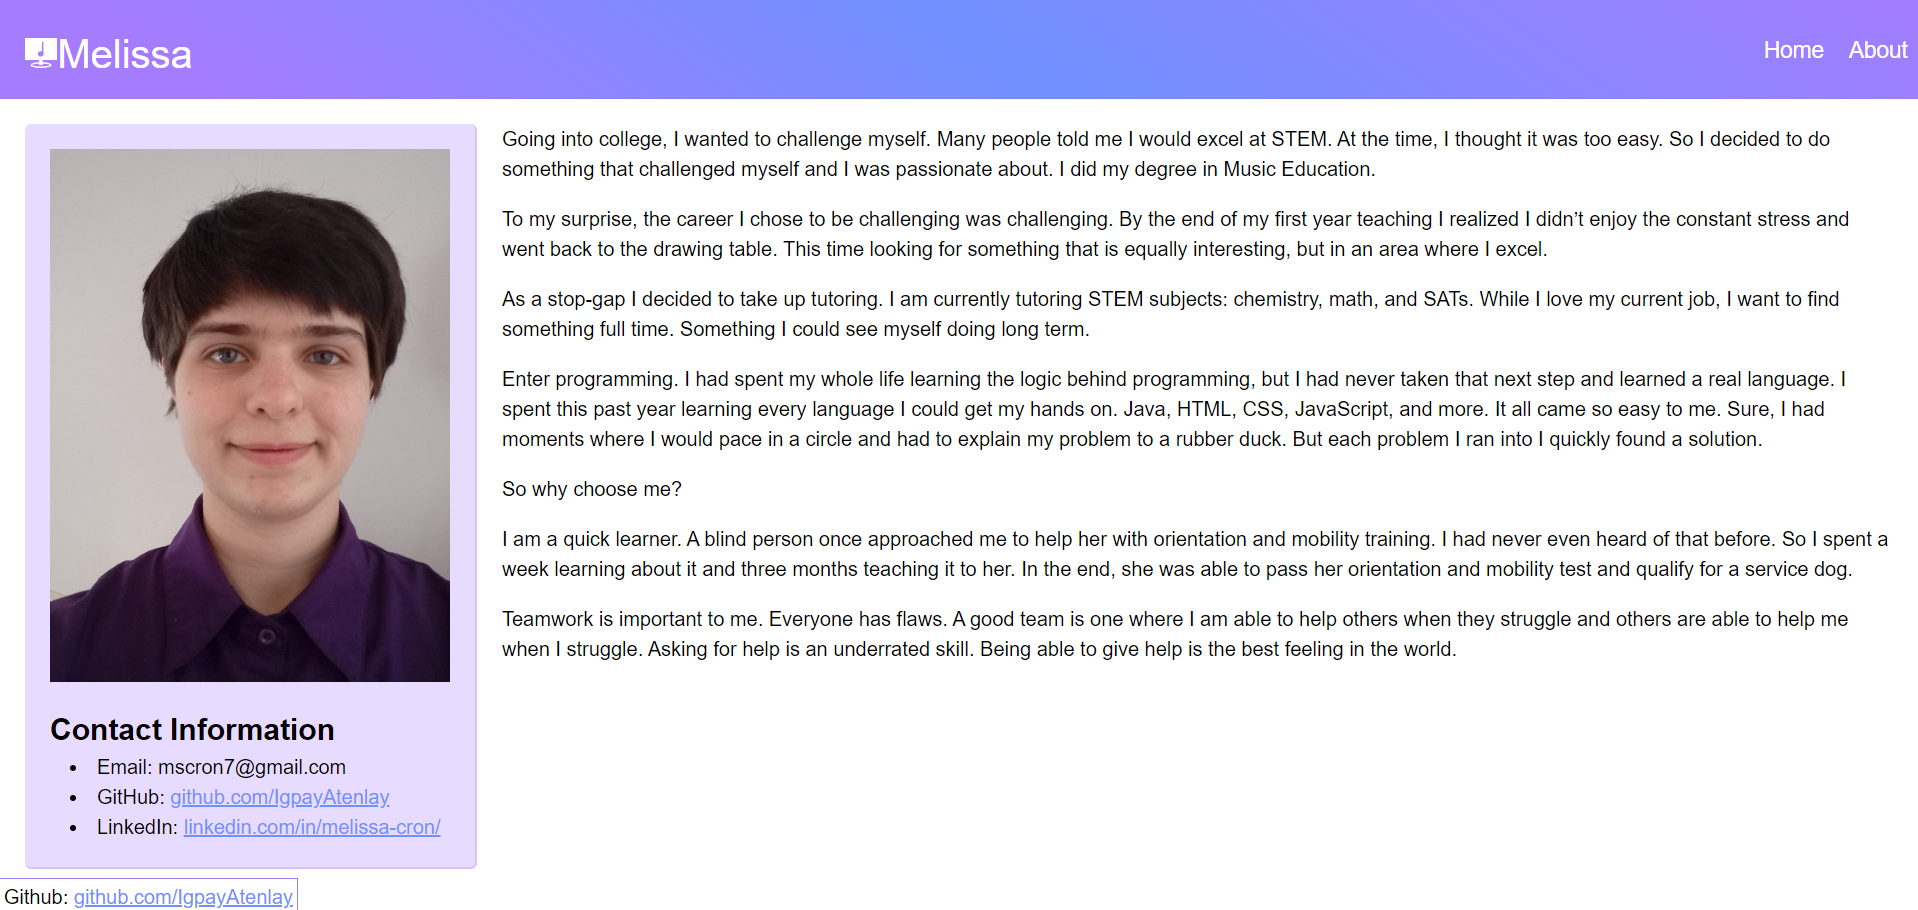 Melissa
Home About
Going into college, I wanted to challenge myself. Many people told me I would excel at STEM. At the time, I thought it was too easy. So I decided to do
something that challenged myself and I was passionate about. I did my degree in Music Education.
To my surprise, the career I chose to be challenging was challenging. By the end of my first year teaching I realized I didn’t enjoy the constant stress and
went back to the drawing table. This time looking for something that is equally interesting, but in an area where I excel.
As a stop-gap I decided to take up tutoring. I am currently tutoring STEM subjects: chemistry, math, and SATs. While I love my current job, I want to find
something full time. Something I could see myself doing long term.
Enter programming. I had spent my whole life learning the logic behind programming, but I had never taken that next step and learned a real language. I
spent this past year learning every language I could get my hands on. Java, HTML, CSS, JavaScript, and more. It all came so easy to me. Sure, I had
moments where I would pace in a circle and had to explain my problem to a rubber duck. But each problem I ran into I quickly found a solution.
So why choose me?
I am a quick learner. A blind person once approached me to help her with orientation and mobility training. I had never even heard of that before. So I spent a
week learning about it and three months teaching it to her. In the end, she was able to pass her orientation and mobility test and qualify for a service dog.
Teamwork is important to me. Everyone has flaws. A good team is one where I am able to help others when they struggle and others are able to help me
when I struggle. Asking for help is an underrated skill. Being able to give help is the best feeling in the world.
Contact Information
Email: mscron7@gmail.com
GitHub: github.com/IgpayAtenlay
LinkedIn: linkedin.com/in/melissa-cron/
Github: github.com/IgpayAtenlay